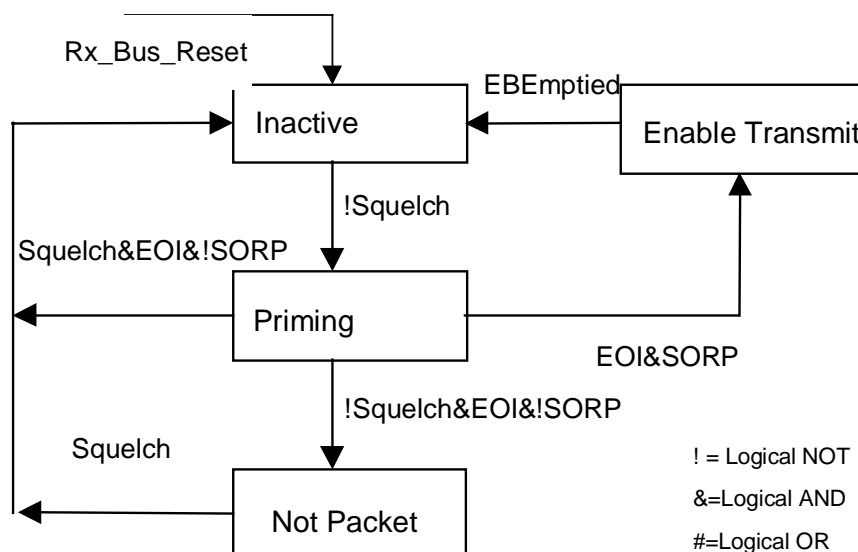 Rx_Bus_Reset
EBEmptied
Inactive
Enable Transmit
!Squelch
Squelch&EOI&!SORP
Priming
EOI&SORP
!Squelch&EOI&!SORP
Squelch
! = Logical NOT
&=Logical AND
Not Packet
#=Logical OR